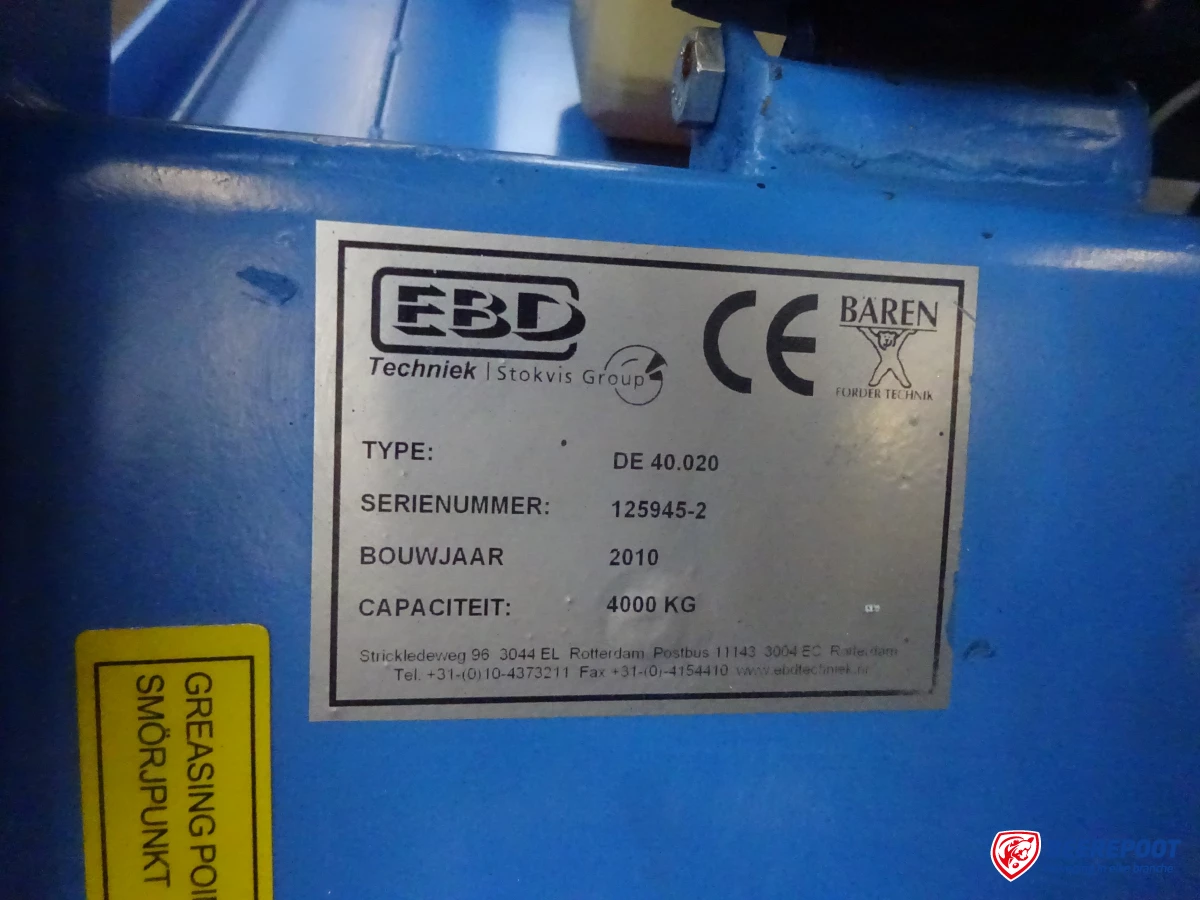 EBD
Techniek | Stokvis Group
CE
BÄREN
FÖRDER TECHNIK
TYPE: DE 40.020
SERIENUMMER: 125945-2
BOUWJAAR 2010
CAPACITEIT: 4000 KG
Strickledeweg 96 3044 EL Rotterdam Postbus 11143 3004 EC Rotterdam
Tel. +31-(0)10-4373211 Fax +31-(0)-4154410 www.ebdtechniek.nl
GREASING POI
SMÖRJPUNKT